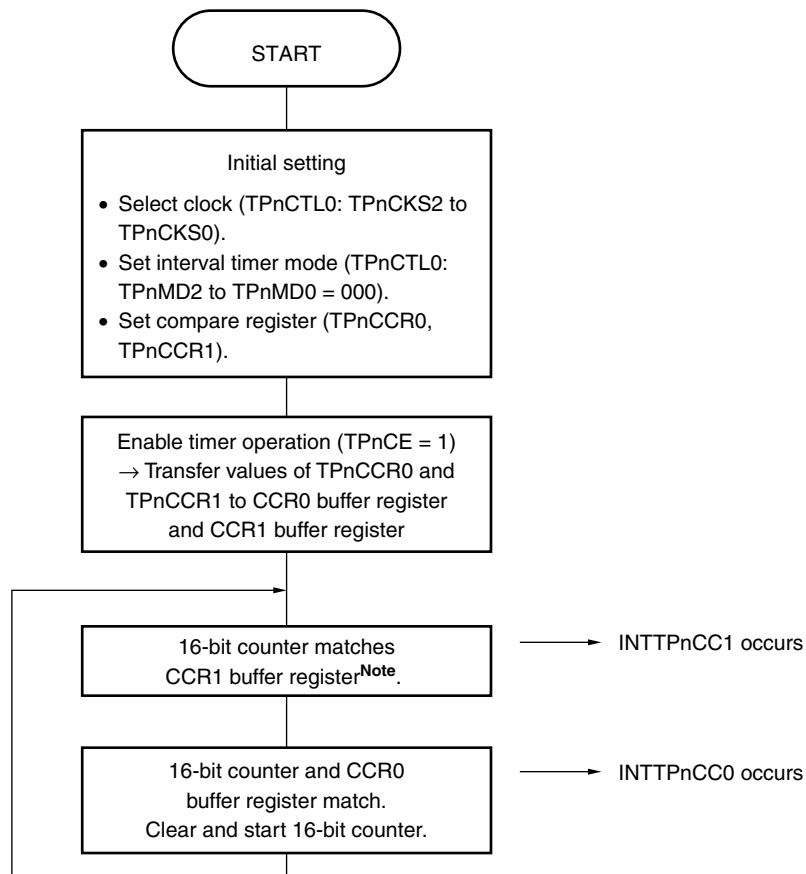 START
Initial setting
• Select clock (TPnCTL0: TPnCKS2 to
TPnCKS0).
• Set interval timer mode (TPnCTL0:
TPnMD2 to TPnMD0 = 000).
• Set compare register (TPnCCR0,
TPnCCR1).
Enable timer operation (TPnCE = 1)
→ Transfer values of TPnCCR0 and
TPnCCR1 to CCR0 buffer register
and CCR1 buffer register
16-bit counter matches
CCR1 buffer registerNote.
INTTPnCC1 occurs
16-bit counter and CCR0
buffer register match.
Clear and start 16-bit counter.
INTTPnCC0 occurs